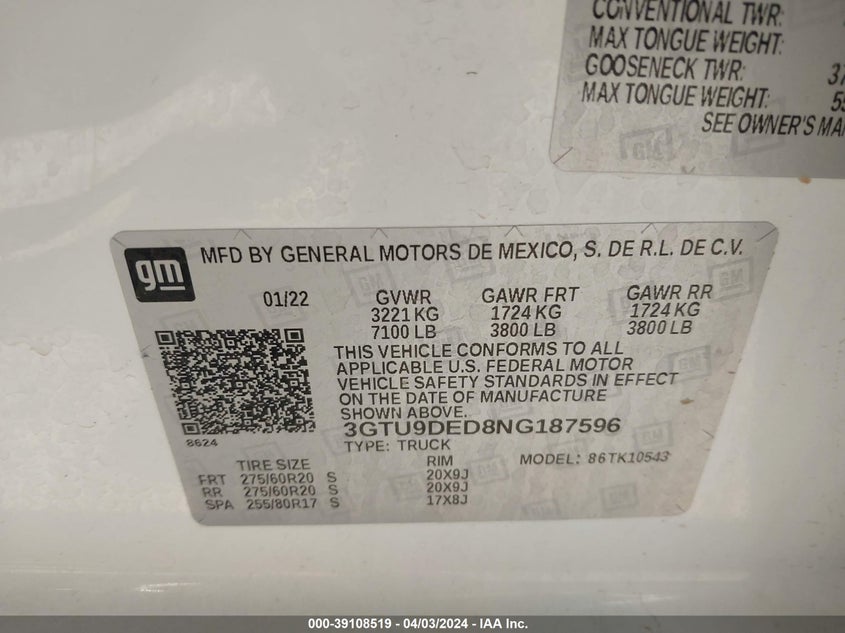 CONVENTIONAL TWR:
MAX TONGUE WEIGHT:
GOOSENECK TWR: 37
MAX TONGUE WEIGHT: 55
SEE OWNER'S MA
gm
MFD BY GENERAL MOTORS DE MEXICO, S. DE R.L. DE C.V.
01/22 GVWR GAWR FRT GAWR RR
3221 KG 1724 KG 1724 KG
7100 LB 3800 LB 3800 LB
THIS VEHICLE CONFORMS TO ALL
APPLICABLE U.S. FEDERAL MOTOR
VEHICLE SAFETY STANDARDS IN EFFECT
ON THE DATE OF MANUFACTURE
SHOWN ABOVE.
8624
3GTU9DED8NG187596
TYPE: TRUCK
TIRE SIZE RIM MODEL: 86TK10543
FRT 275/60R20 S 20X9J
RR 275/60R20 S 20X9J
SPA 255/80R17 S 17X8J
000-39108519 - 04/03/2024 - IAA Inc.